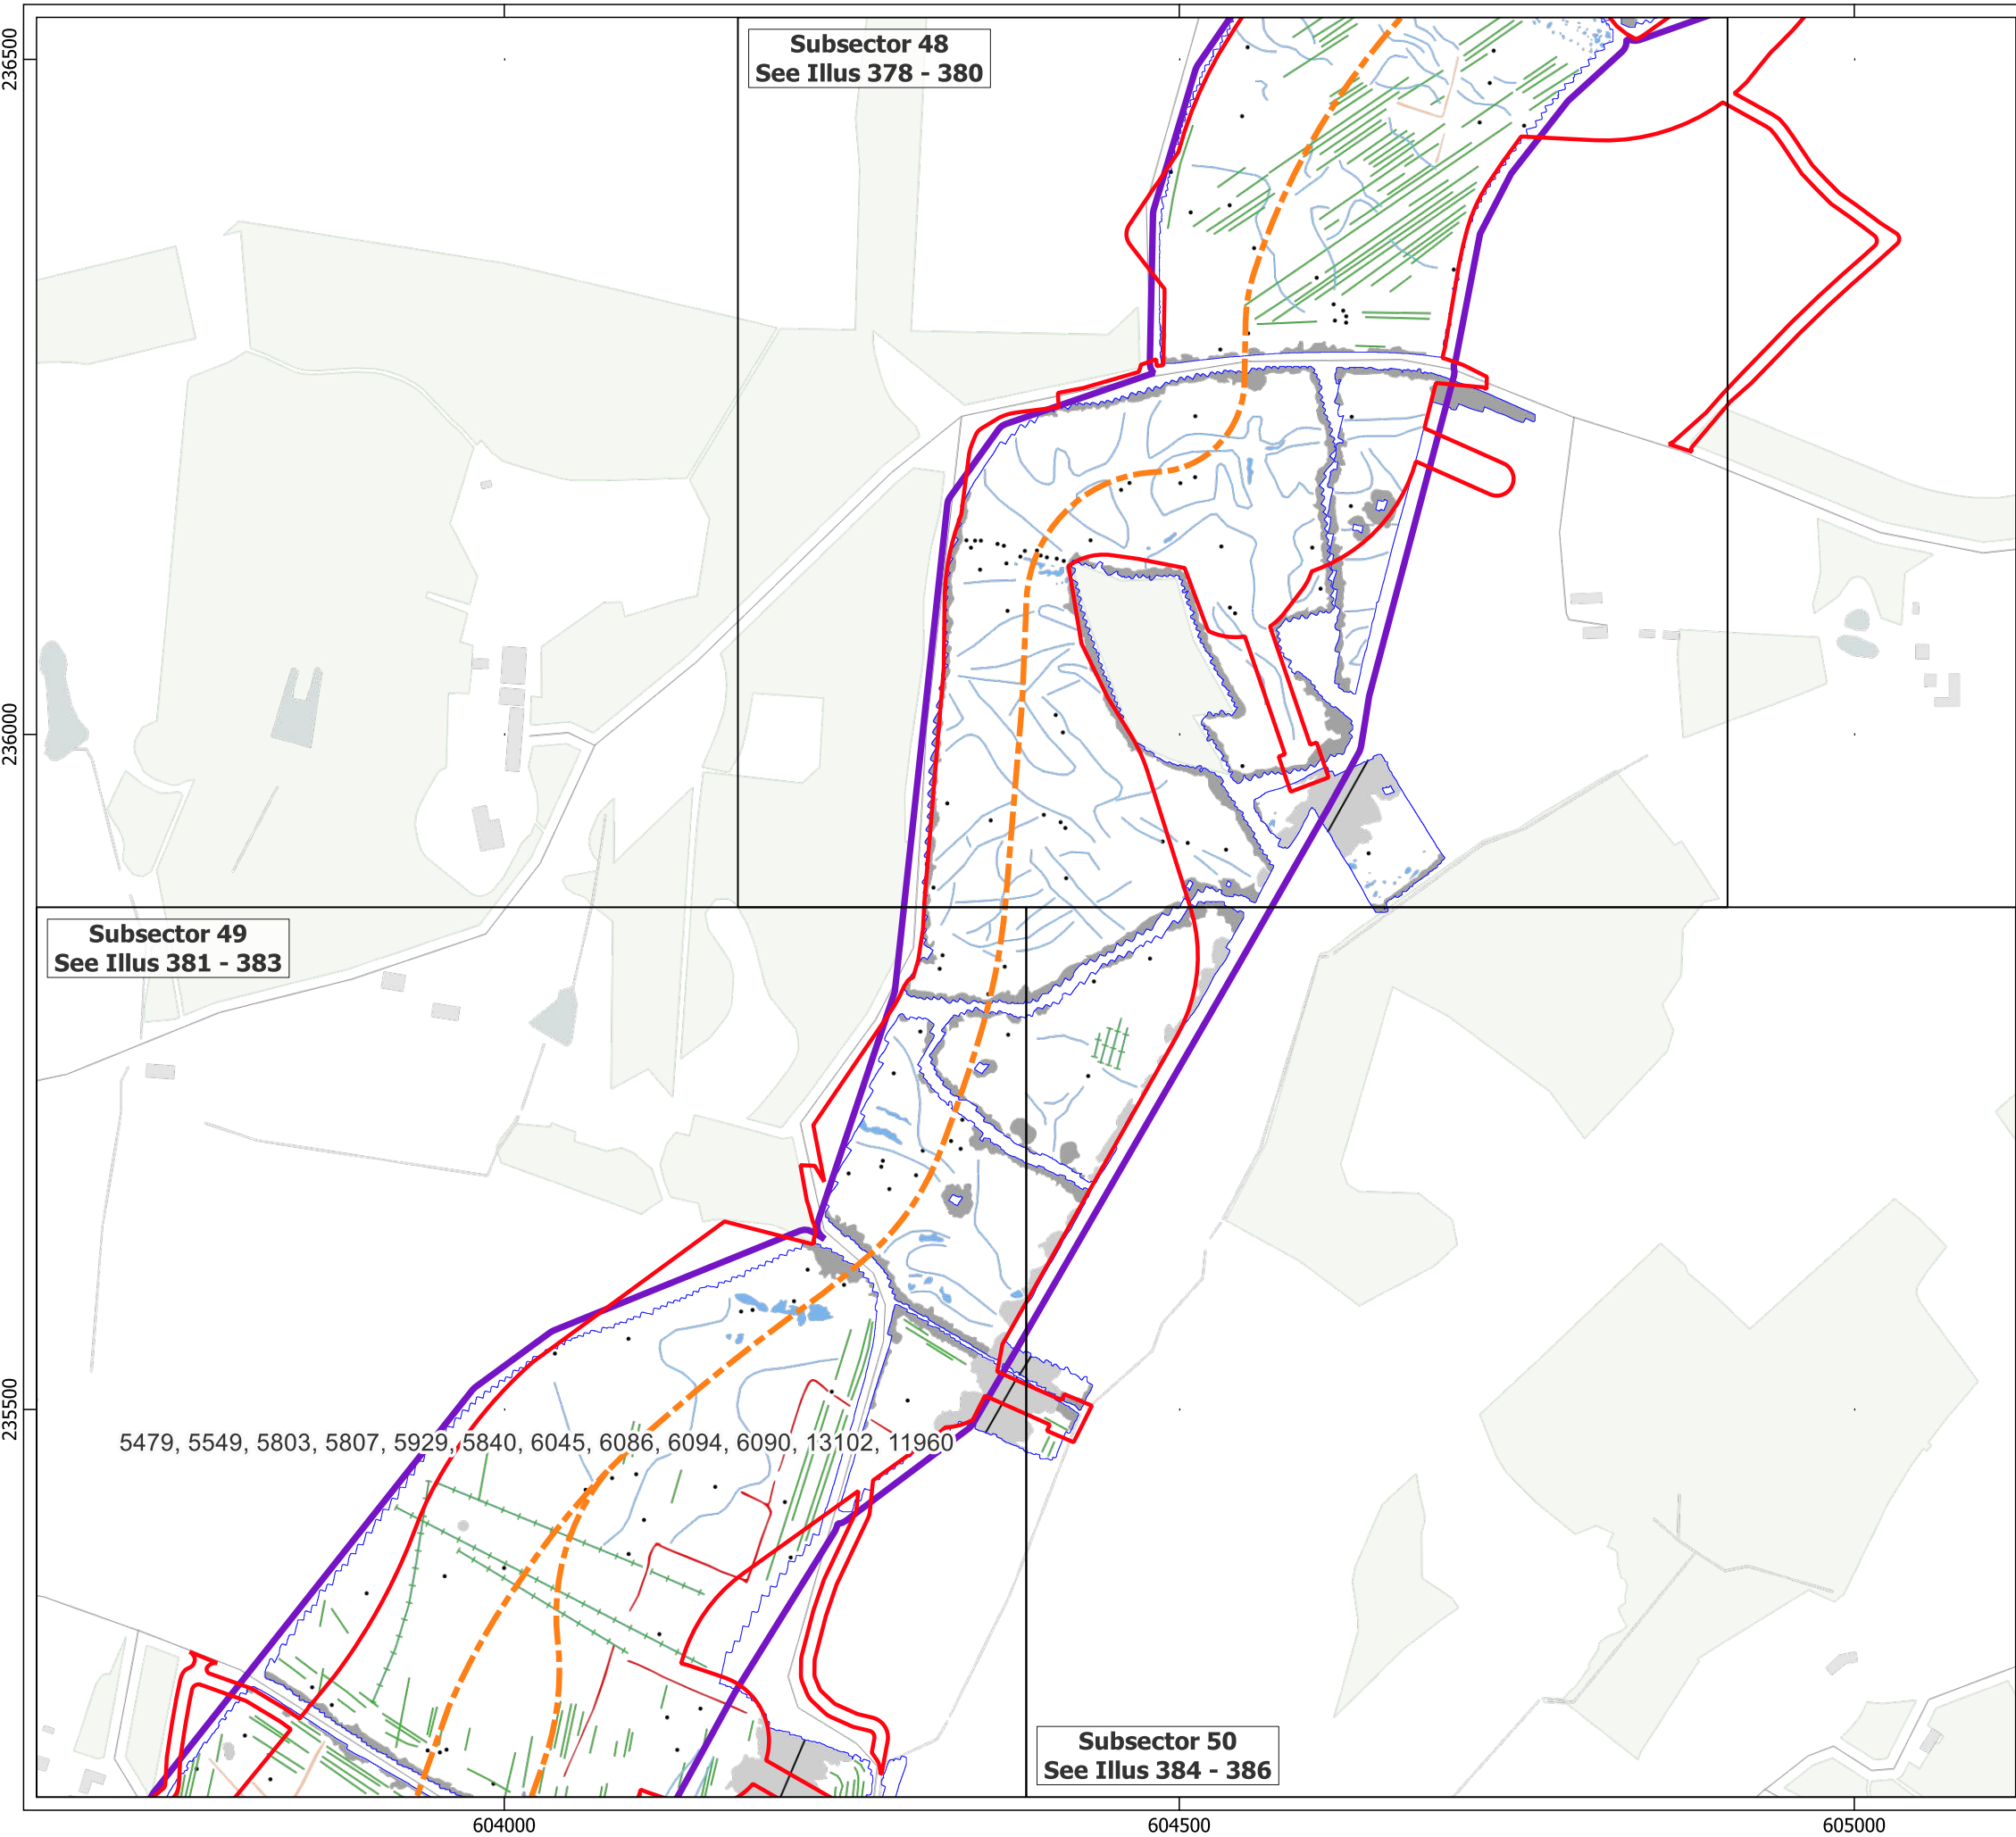 236500
Subsector 48
See Illus 378 - 380
236000
Subsector 49
See Illus 381 - 383
235500
5479, 5549, 5803, 5807, 5929, 5840, 6045, 6086, 6094, 6090, 13102, 11960
Subsector 50
See Illus 384 - 386
604000
604500
605000